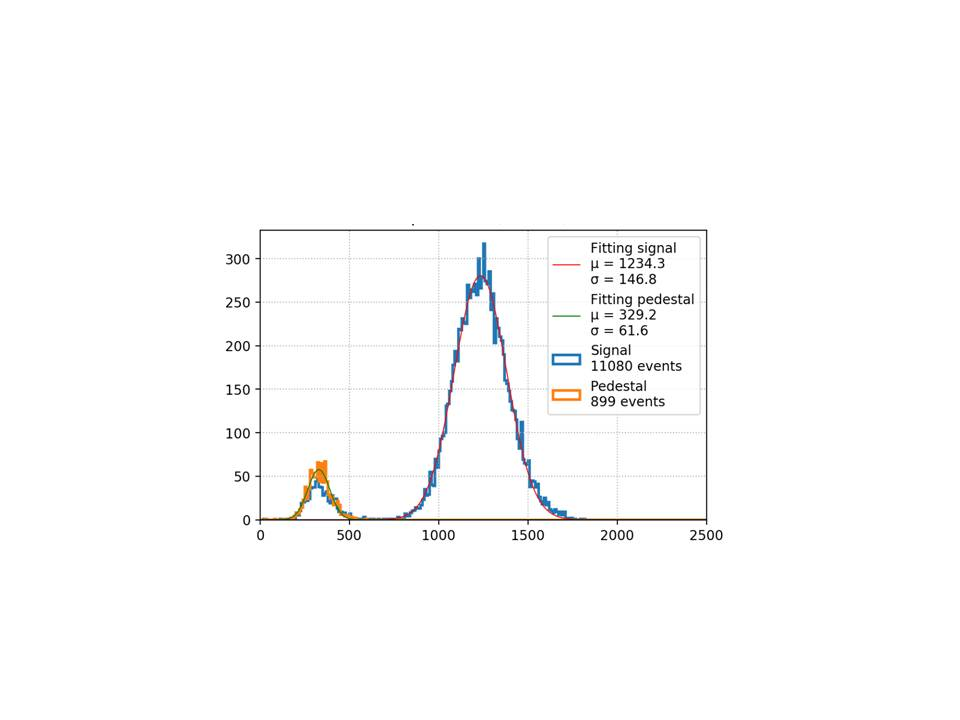 300
250
200
150
100
50
0
0 500 1000 1500 2000 2500
Fitting signal
μ = 1234.3
σ = 146.8
Fitting pedestal
μ = 329.2
σ = 61.6
Signal
11080 events
Pedestal
899 events